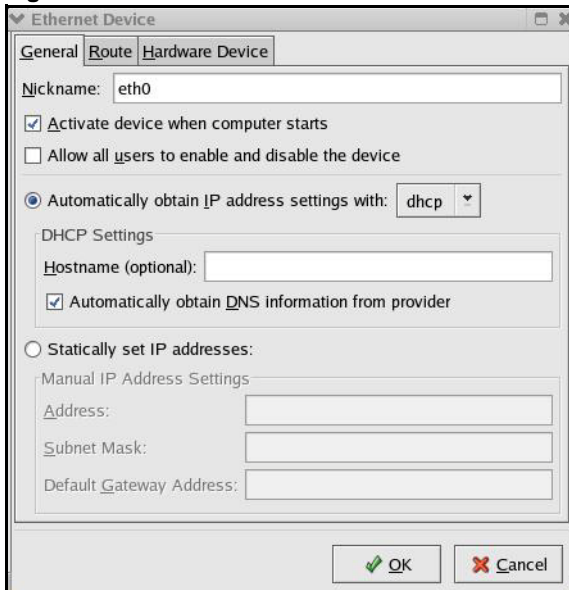 Ethernet Device
General Route Hardware Device
Nickname: eth0
Activate device when computer starts
Allow all users to enable and disable the device
Automatically obtain IP address settings with: dhcp
DHCP Settings
Hostname (optional):
Automatically obtain DNS information from provider
Statically set IP addresses:
Manual IP Address Settings
Address:
Subnet Mask:
Default Gateway Address:
OK Cancel